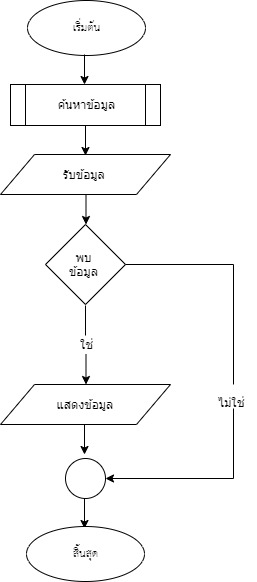 เริ่มต้น
ค้นหาข้อมูล
รับข้อมูล
พบ
ข้อมูล
ใช่
แสดงข้อมูล
ไม่ใช่
สิ้นสุด